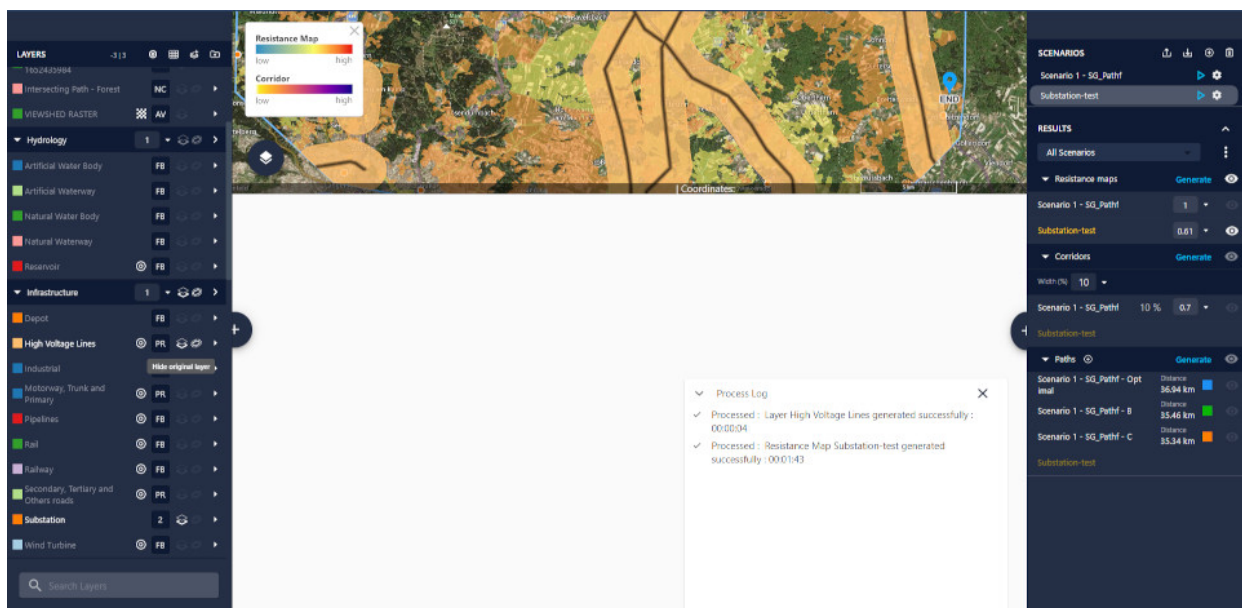 LAYERS -3|3
1652435984
Intersecting Path - Forest NC
VIEWSHED RASTER AV
Hydrology 1
Artificial Water Body FB
Artificial Waterway FB
Natural Water Body FB
Natural Waterway FB
Reservoir FB
Infrastructure 1
Depot FB
High Voltage Lines PR
Industrial
Hide original layer
Motorway, Trunk and
Primary PR
Pipelines FB
Rail FB
Railway FB
Secondary, Tertiary and
Others roads PR
Substation 2
Wind Turbine FB
Search Layers
Resistance Map
low high
Corridor
low high
END
| Coordinates:
5 km
Process Log
Processed : Layer High Voltage Lines generated successfully :
00:00:04
Processed : Resistance Map Substation-test generated
successfully : 00:01:43
SCENARIOS
Scenario 1 - SG_Pathf
Substation-test
RESULTS
All Scenarios
Resistance maps Generate
Scenario 1 - SG_Pathf 1
Substation-test 0.61
Corridors Generate
Width (%) 10
Scenario 1 - SG_Pathf 10 % 0.7
Substation-test
Paths Generate
Scenario 1 - SG_Pathf - Opt
imal
Distance
36.94 km
Scenario 1 - SG_Pathf - B
Distance
35.46 km
Scenario 1 - SG_Pathf - C
Distance
35.34 km
Substation-test